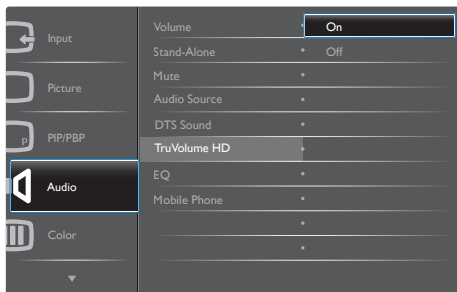 Input
Picture
P
PIP/PBP
Audio
Color
Volume
Stand-Alone
Mute
Audio Source
DTS Sound
TruVolume HD
EQ
Mobile Phone
On
Off